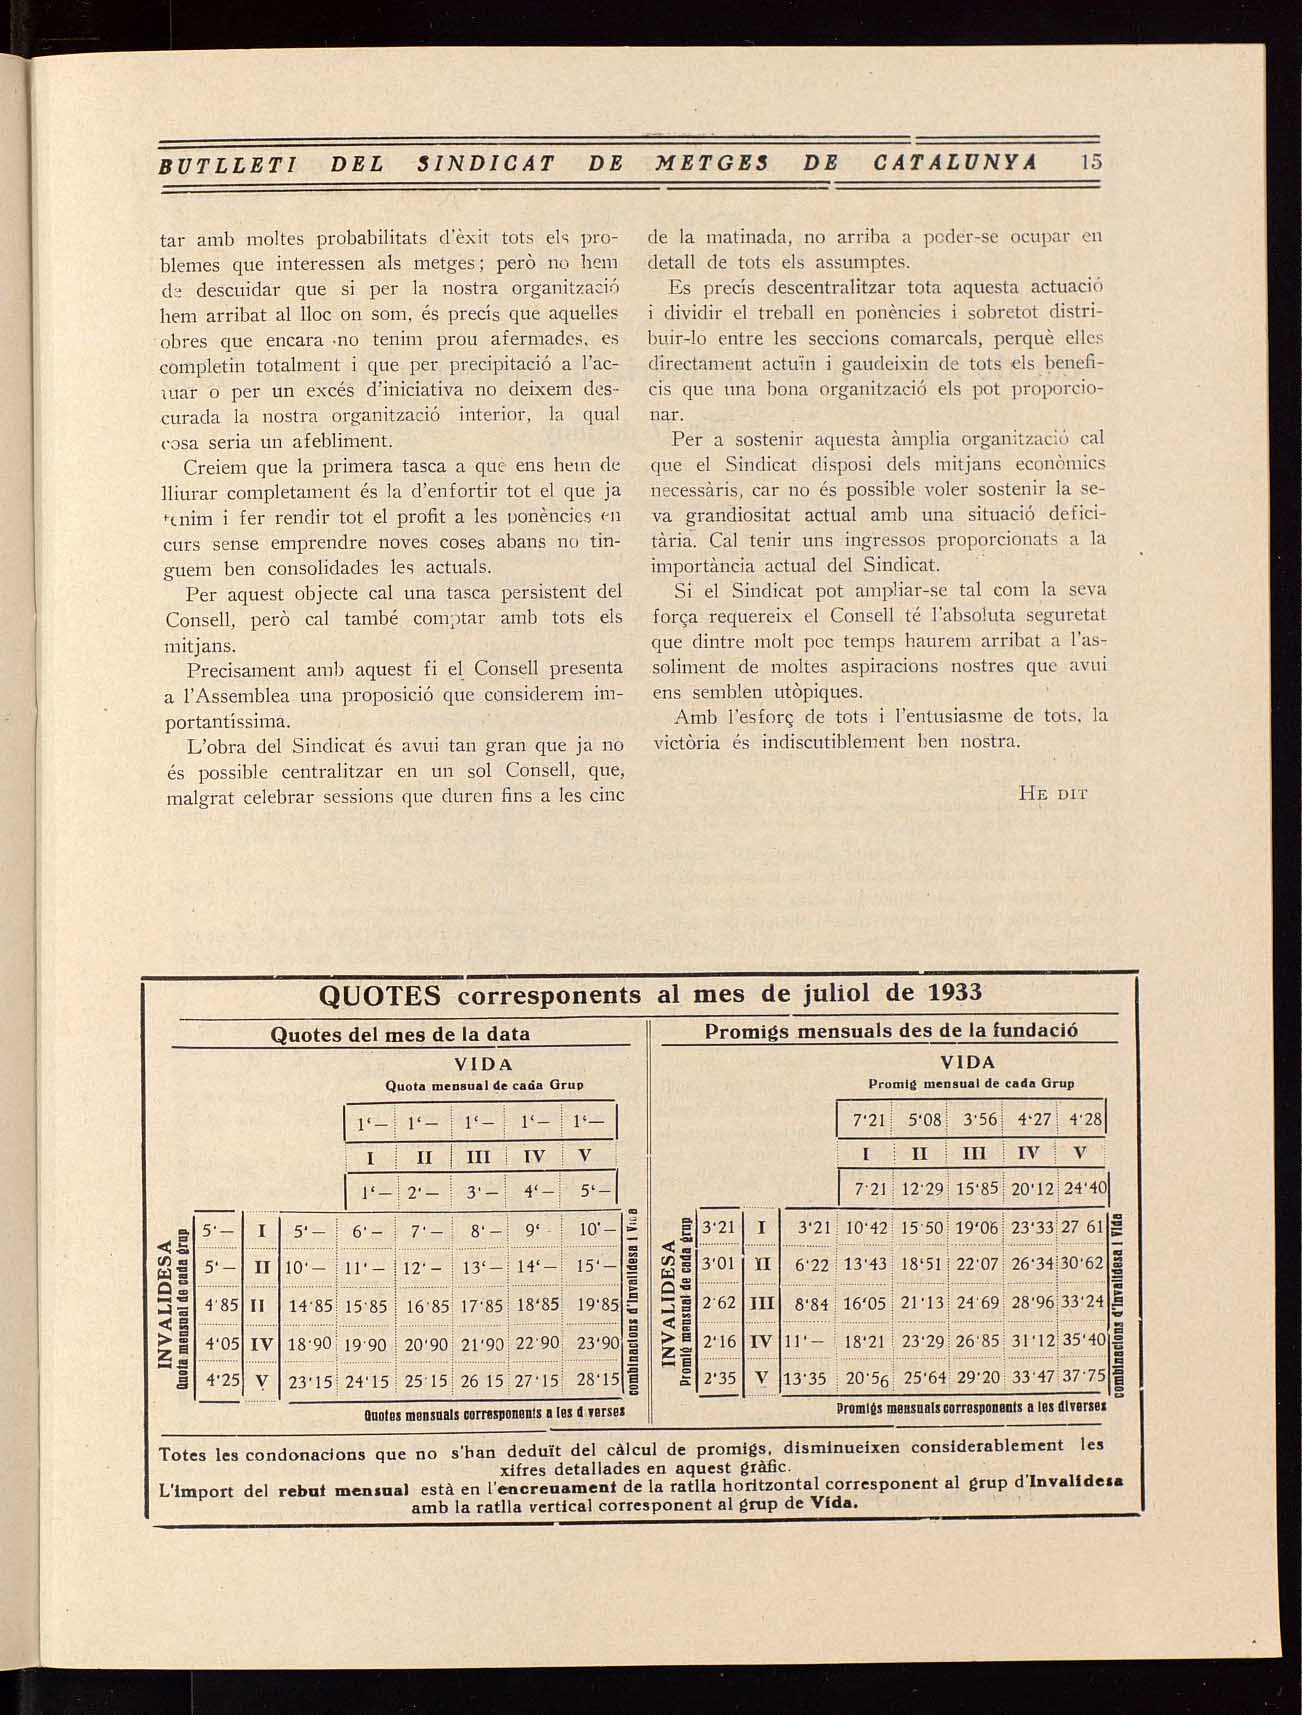 BUTLLETI DEL SINDICAT DE METGES DE CATALUNYA 15
tar amb moltes probabilitats d'èxit tots els pro-
blemes que interessen als metges; però no hem
de descuidar que si per la nostra organització
hem arribat al lloc on som, és precís que aquelles
obres que encara no tenim prou afermades, es
completin totalment i que per precipitació a l'ac-
tuar o per un excés d'iniciativa no deixem des-
curada la nostra organització interior, la qual
cosa seria un afebliment.
Creiem que la primera tasca a què ens hem de
lliurar completament és la d'enfortir tot el que ja
tenim i fer rendir tot el profit a les ponències en
curs sense emprendre noves coses abans no tin-
guem ben consolidades les actuals.
Per aquest objecte cal una tasca persistent del
Consell, però cal també comptar amb tots els
mitjans.
Precisament amb aquest fi el Consell presenta
a l'Assemblea una proposició que considerem im-
portantíssima.
L'obra del Sindicat és avui tan gran que ja no
és possible centralitzar en un sol Consell, que,
malgrat celebrar sessions que duren fins a les cinc
de la matinada, no arriba a poder-se ocupar en
detall de tots els assumptes.
Es precís descentralitzar tota aquesta actuació
i dividir el treball en ponències i sobretot distri-
buir-lo entre les seccions comarcals, perquè elles
directament actuïn i gaudeixin de tots els benefi-
cis que una bona organització els pot proporcio-
nar.
Per a sostenir aquesta àmplia organització cal
que el Sindicat disposi dels mitjans econòmics
necessàris, car no és possible voler sostenir la se-
va grandiositat actual amb una situació defici-
tària. Cal tenir uns ingressos proporcionats a la
importància actual del Sindicat.
Si el Sindicat pot ampliar-se tal com la seva
força requereix el Consell té l'absoluta seguretat
que dintre molt poc temps haurem arribat a l'as-
soliment de moltes aspiracions nostres que avui
ens semblen utòpiques.
Amb l'esforç de tots i l'entusiasme de tots, la
victòria és indiscutiblement ben nostra.
HE DIT
QUOTES corresponents al mes de juliol de 1933
Quotes del mes de la data
VIDA
Quota mensual de cada Grup
1‘— 1‘— 1‘— 1‘— 1‘—
I II III IV V
1‘— 2‘— 3‘— 4‘— 5‘—
INVALIDESA
Quota mensual de cada grup
5‘— I 5‘— 6‘— 7‘— 8‘— 9‘- 10‘—
5‘— II 10‘— 11‘— 12‘— 13‘— 14‘— 15‘—
4‘85 II 14‘85 15‘85 16‘85 17‘85 18‘85 19‘85
4‘05 IV 18‘90 19‘90 20‘90 21‘90 22‘90 23‘90
4‘25 V 23‘15 24‘15 25‘15 26 15 27‘15 28‘15
Quotes mensuals corresponents a les d verses
combinacions d'Invalidesa i Vida
Promigs mensuals des de la fundació
VIDA
Promig mensual de cada Grup
7‘21 5‘08 3‘56 4‘27 4‘28
I II III IV V
7‘21 12‘29 15‘85 20‘12 24‘40
INVALIDESA
Promig mensual de cada grup
3‘21 I 3‘21 10‘42 15‘50 19‘06 23‘33 27 61
3‘01 II 6‘22 13‘43 18‘51 22‘07 26‘34 30‘62
2‘62 III 8‘84 16‘05 21‘13 24‘69 28‘96 33‘24
2‘16 IV 11‘— 18‘21 23‘29 26‘85 31‘12 35‘40
2‘35 V 13‘35 20‘56 25‘64 29‘20 33‘47 37‘75
Promigs mensuals corresponents a les diverses
combinacions d'Invalidesa i Vida
Totes les condonacions que no s'han deduït del càlcul de promigs, disminueixen considerablement les
xifres detallades en aquest gràfic.
L'import del rebut mensual està en l'encreuament de la ratlla horitzontal corresponent al grup d'Invalidesa
amb la ratlla vertical corresponent al grup de Vida.